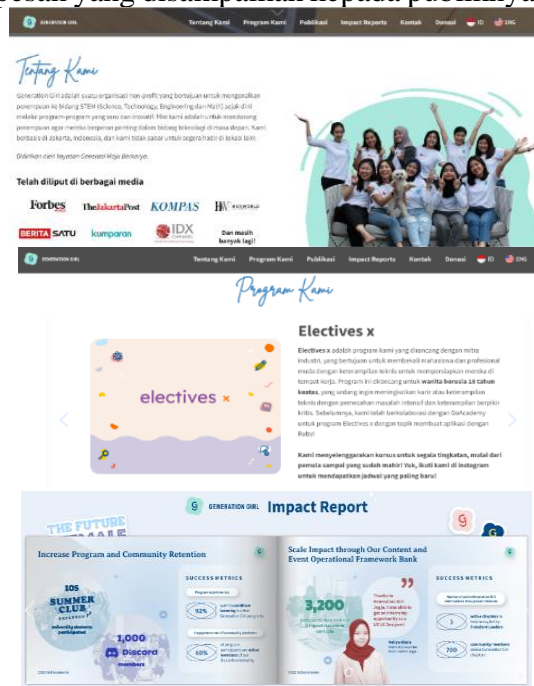 pesan yang disampaikan kepada publiknya
GENERATION GIRL
Tentang Kami Program Kami Publikasi Impact Reports Kontak Donasi ID ENG
Tentang Kami
Generation Girl adalah suatu organisasi non-profit yang bertujuan untuk mengenalkan
perempuan ke bidang STEM (Science, Technology, Engineering dan Math) sejak dini
melalui program-program yang seru dan inovatif. Misi kami adalah untuk mendorong
perempuan agar mereka berperan penting dalam bidang teknologi di masa depan. Kami
berbasis di Jakarta, Indonesia, dan kami tidak sabar untuk segera hadir di lokasi lain!
Didirikan oleh Yayasan Generasi Maju Berkarya.
Telah diliput di berbagai media
Forbes TheJakartaPost KOMPAS
BERITA SATU kumparan IDX CHANNEL Dan masih
banyak lagi!
GENERATION GIRL
Tentang Kami Program Kami Publikasi Impact Reports Kontak Donasi ID ENG
Program Kami
electives x
Electives x
Electives x adalah program kami yang dirancang dengan mitra
industri, yang bertujuan untuk membekali mahasiswa dan profesional
muda dengan keterampilan teknis untuk mempersiapkan mereka di
tempat kerja. Program ini dirancang untuk wanita berusia 18 tahun
keatas, yang sedang ingin meningkatkan karir atau keterampilan
teknis dengan pemecahan masalah intensif dan keterampilan berpikir
kritis. Sebelumnya, kami telah berkolaborasi dengan GoAcademy
untuk program Electives x dengan topik membuat aplikasi dengan
Ruby!
Kami menyelenggarakan kursus untuk segala tingkatan, mulai dari
pemula sampai yang sudah mahir! Yuk, ikuti kami di instagram
untuk mendapatkan jadwal yang paling baru!
GENERATION GIRL Impact Report
THE FUTURE
Increase Program and Community Retention
105
SUMMER
CLUB
1,000
Discord
members
SUCCESS METRICS
92%
60%
Scale Impact through Our Content and
Event Operational Framework Bank
3,200
SUCCESS METRICS
3
700